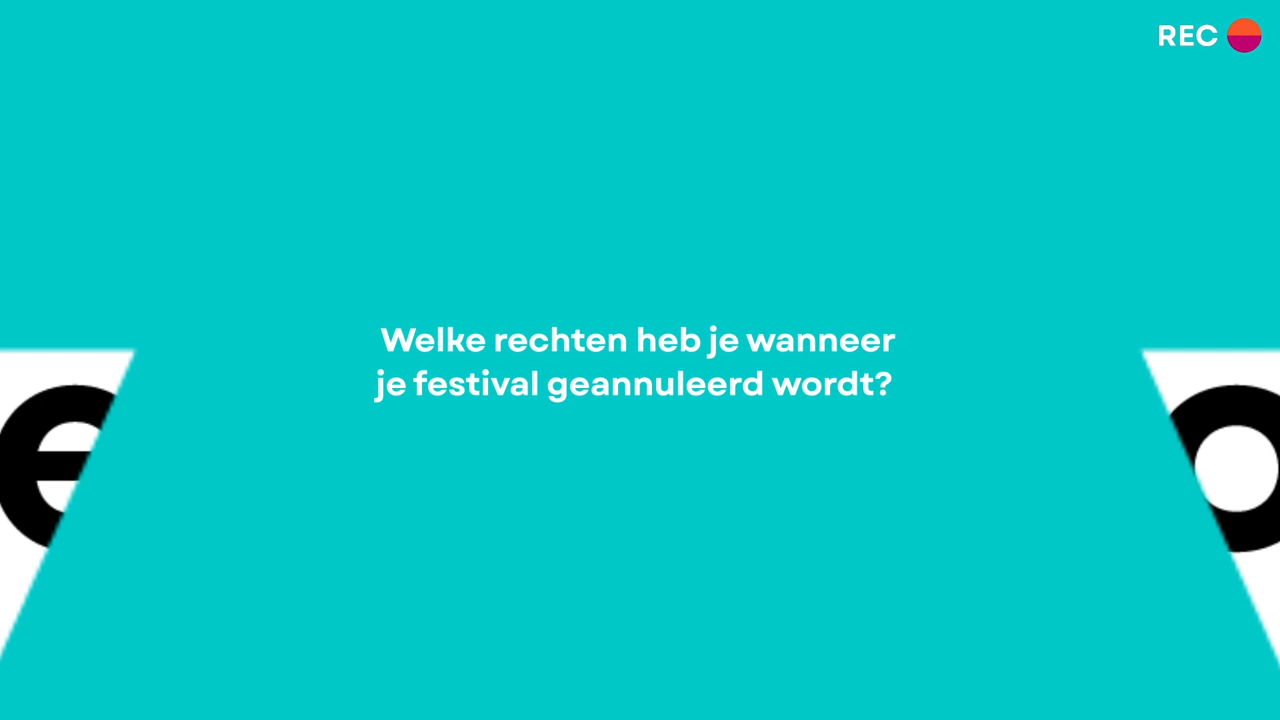 REC
Welke rechten heb je wanneer
je festival geannuleerd wordt?
e
o